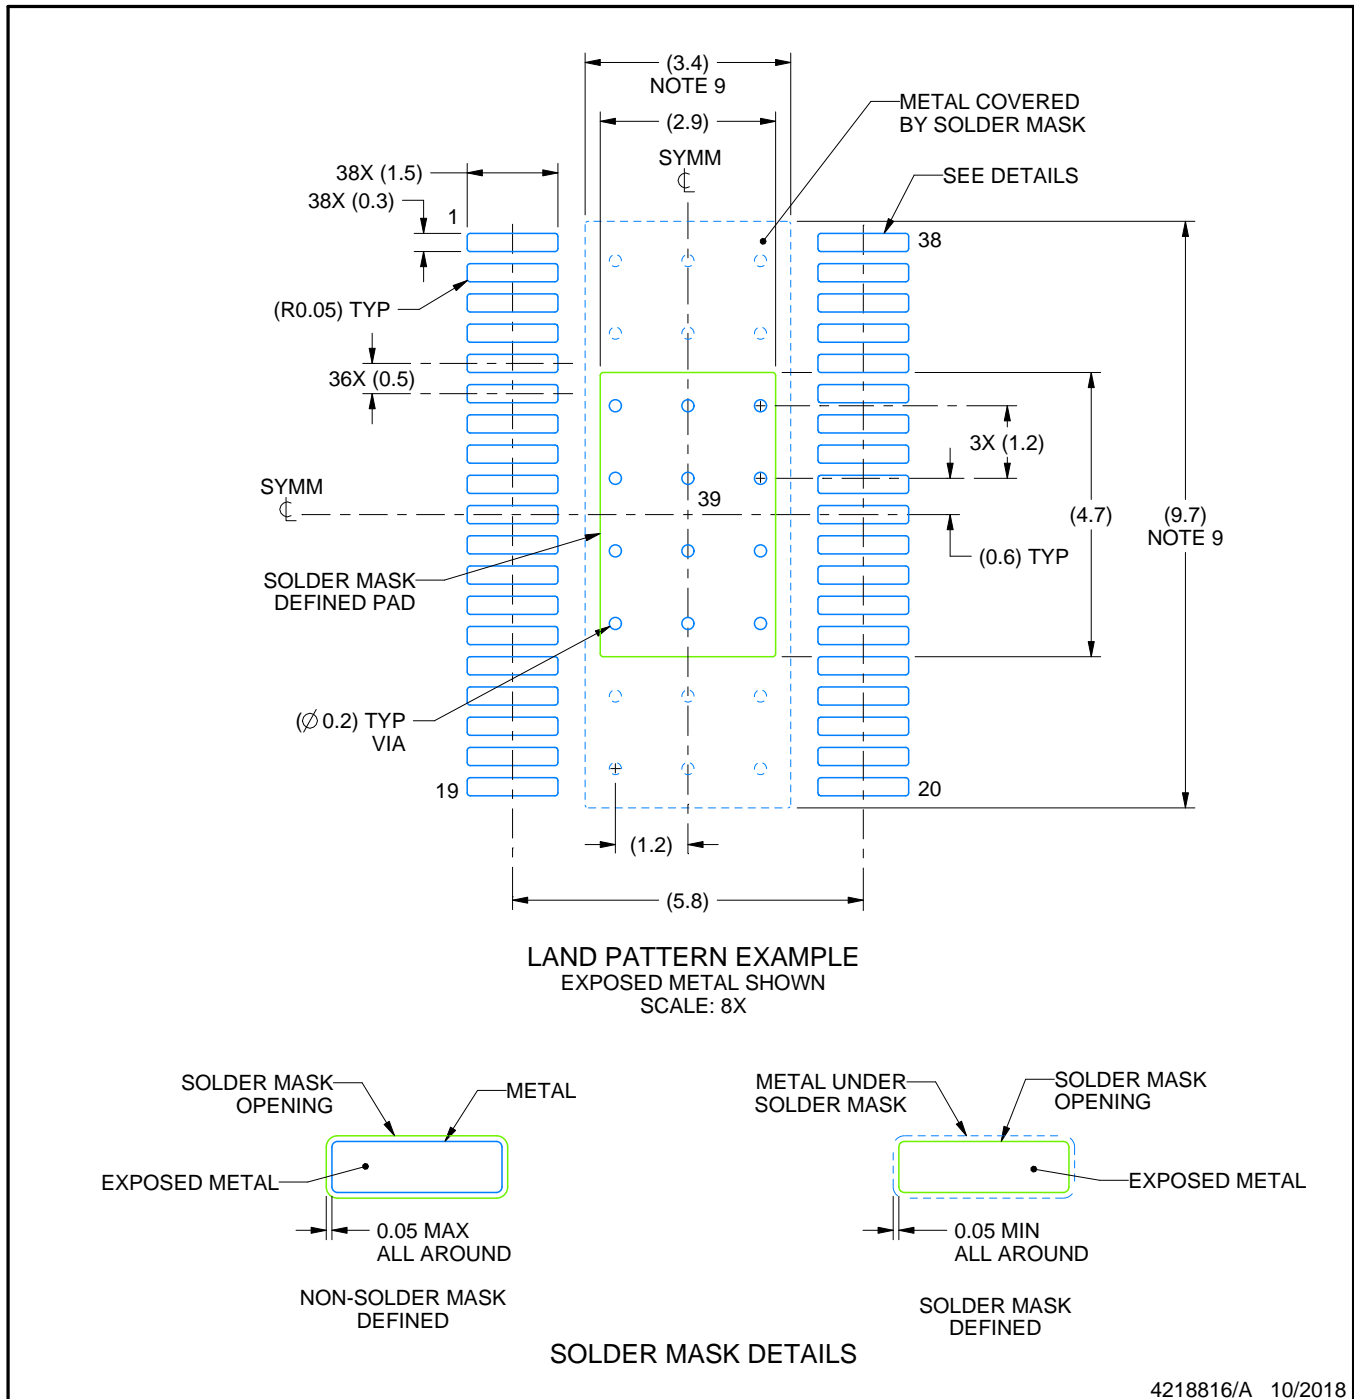 (3.4)
NOTE 9
METAL COVERED
BY SOLDER MASK
(2.9)
SYMM
℄
38X (1.5)
SEE DETAILS
38X (0.3)
1
38
(R0.05) TYP
36X (0.5)
3X (1.2)
SYMM
℄
39
(4.7)
(9.7)
NOTE 9
(0.6) TYP
SOLDER MASK
DEFINED PAD
(∅ 0.2) TYP
VIA
19
20
(1.2)
(5.8)
LAND PATTERN EXAMPLE
EXPOSED METAL SHOWN
SCALE: 8X
SOLDER MASK
OPENING
METAL
EXPOSED METAL
0.05 MAX
ALL AROUND
NON-SOLDER MASK
DEFINED
METAL UNDER
SOLDER MASK
SOLDER MASK
OPENING
EXPOSED METAL
0.05 MIN
ALL AROUND
SOLDER MASK
DEFINED
SOLDER MASK DETAILS
4218816/A 10/2018